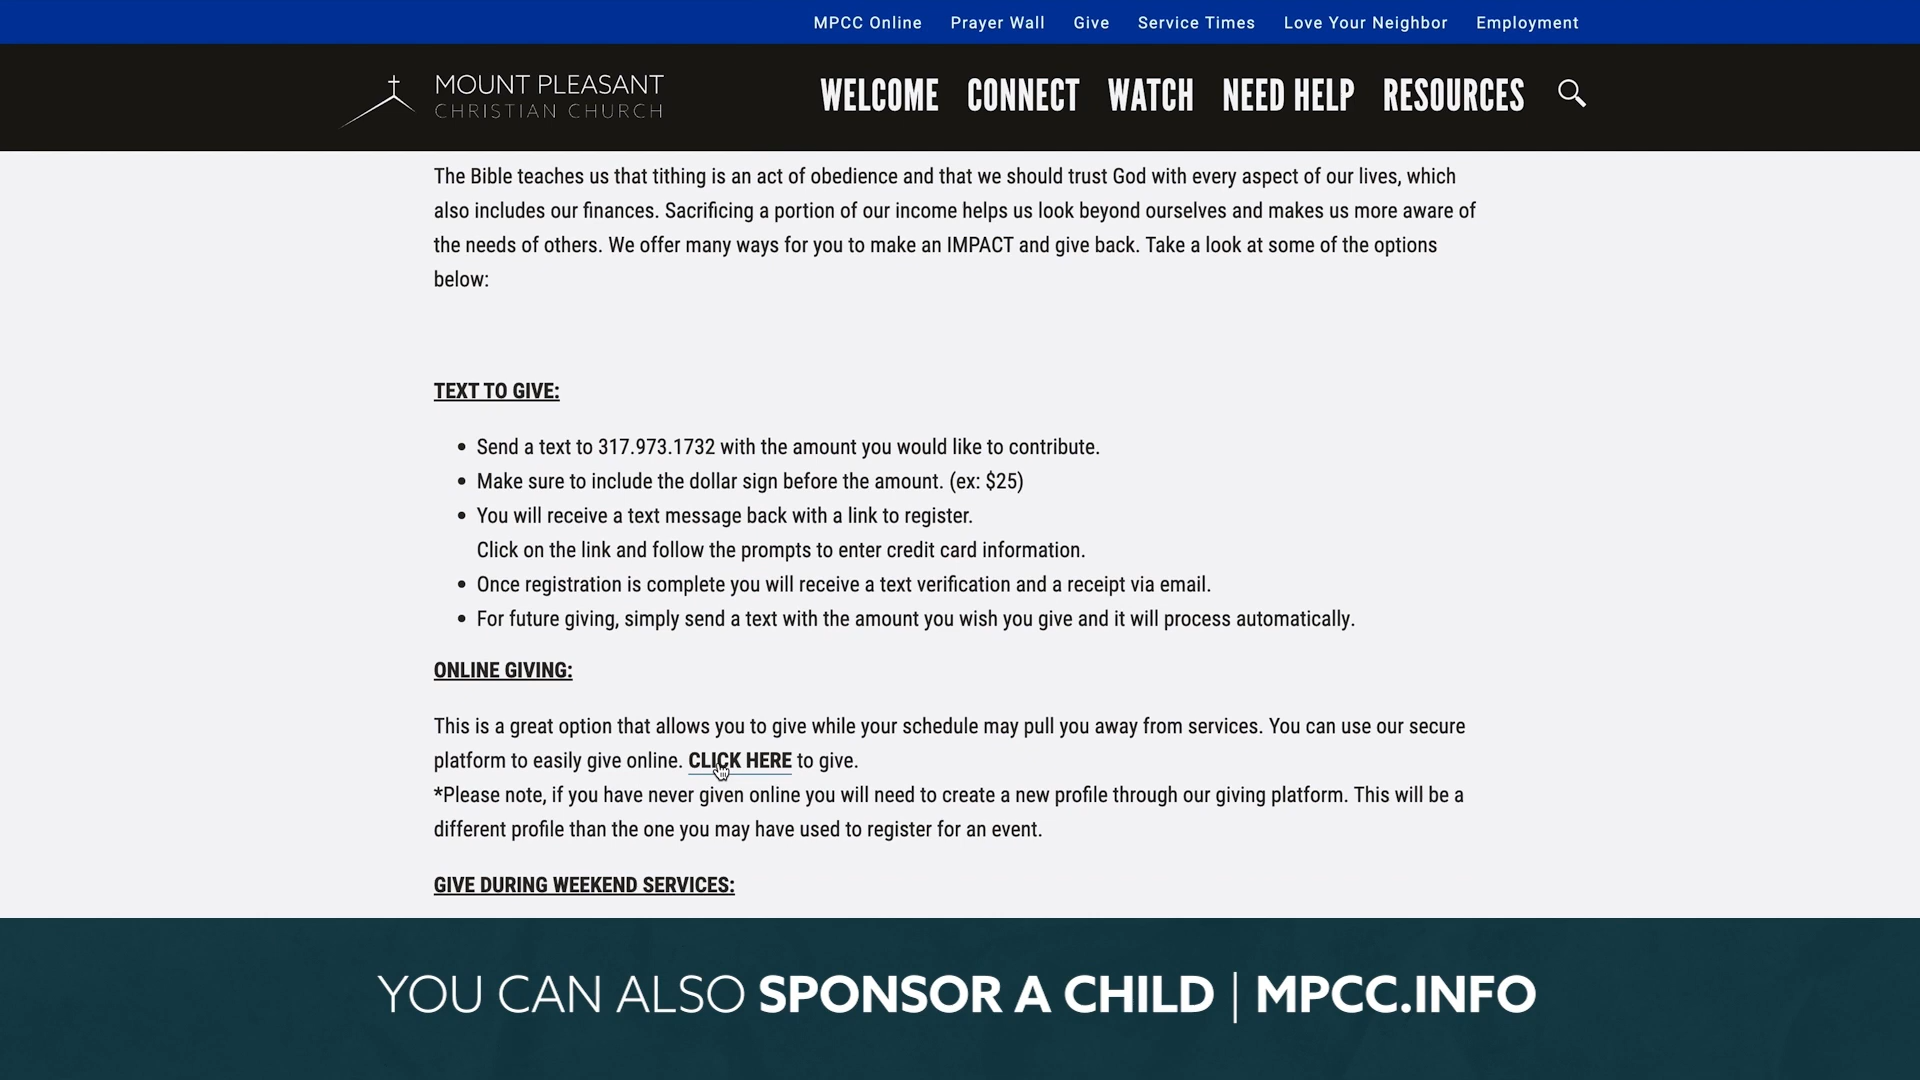 MPCC Online Prayer Wall Give Service Times Love Your Neighbor Employment
MOUNT PLEASANT
CHRISTIAN CHURCH
WELCOME CONNECT WATCH NEED HELP RESOURCES
The Bible teaches us that tithing is an act of obedience and that we should trust God with every aspect of our lives, which
also includes our finances. Sacrificing a portion of our income helps us look beyond ourselves and makes us more aware of
the needs of others. We offer many ways for you to make an IMPACT and give back. Take a look at some of the options
below:
TEXT TO GIVE:
• Send a text to 317.973.1732 with the amount you would like to contribute.
• Make sure to include the dollar sign before the amount. (ex: $25)
• You will receive a text message back with a link to register.
Click on the link and follow the prompts to enter credit card information.
• Once registration is complete you will receive a text verification and a receipt via email.
• For future giving, simply send a text with the amount you wish you give and it will process automatically.
ONLINE GIVING:
This is a great option that allows you to give while your schedule may pull you away from services. You can use our secure
platform to easily give online. CLICK HERE to give.
*Please note, if you have never given online you will need to create a new profile through our giving platform. This will be a
different profile than the one you may have used to register for an event.
GIVE DURING WEEKEND SERVICES:
YOU CAN ALSO SPONSOR A CHILD | MPCC.INFO